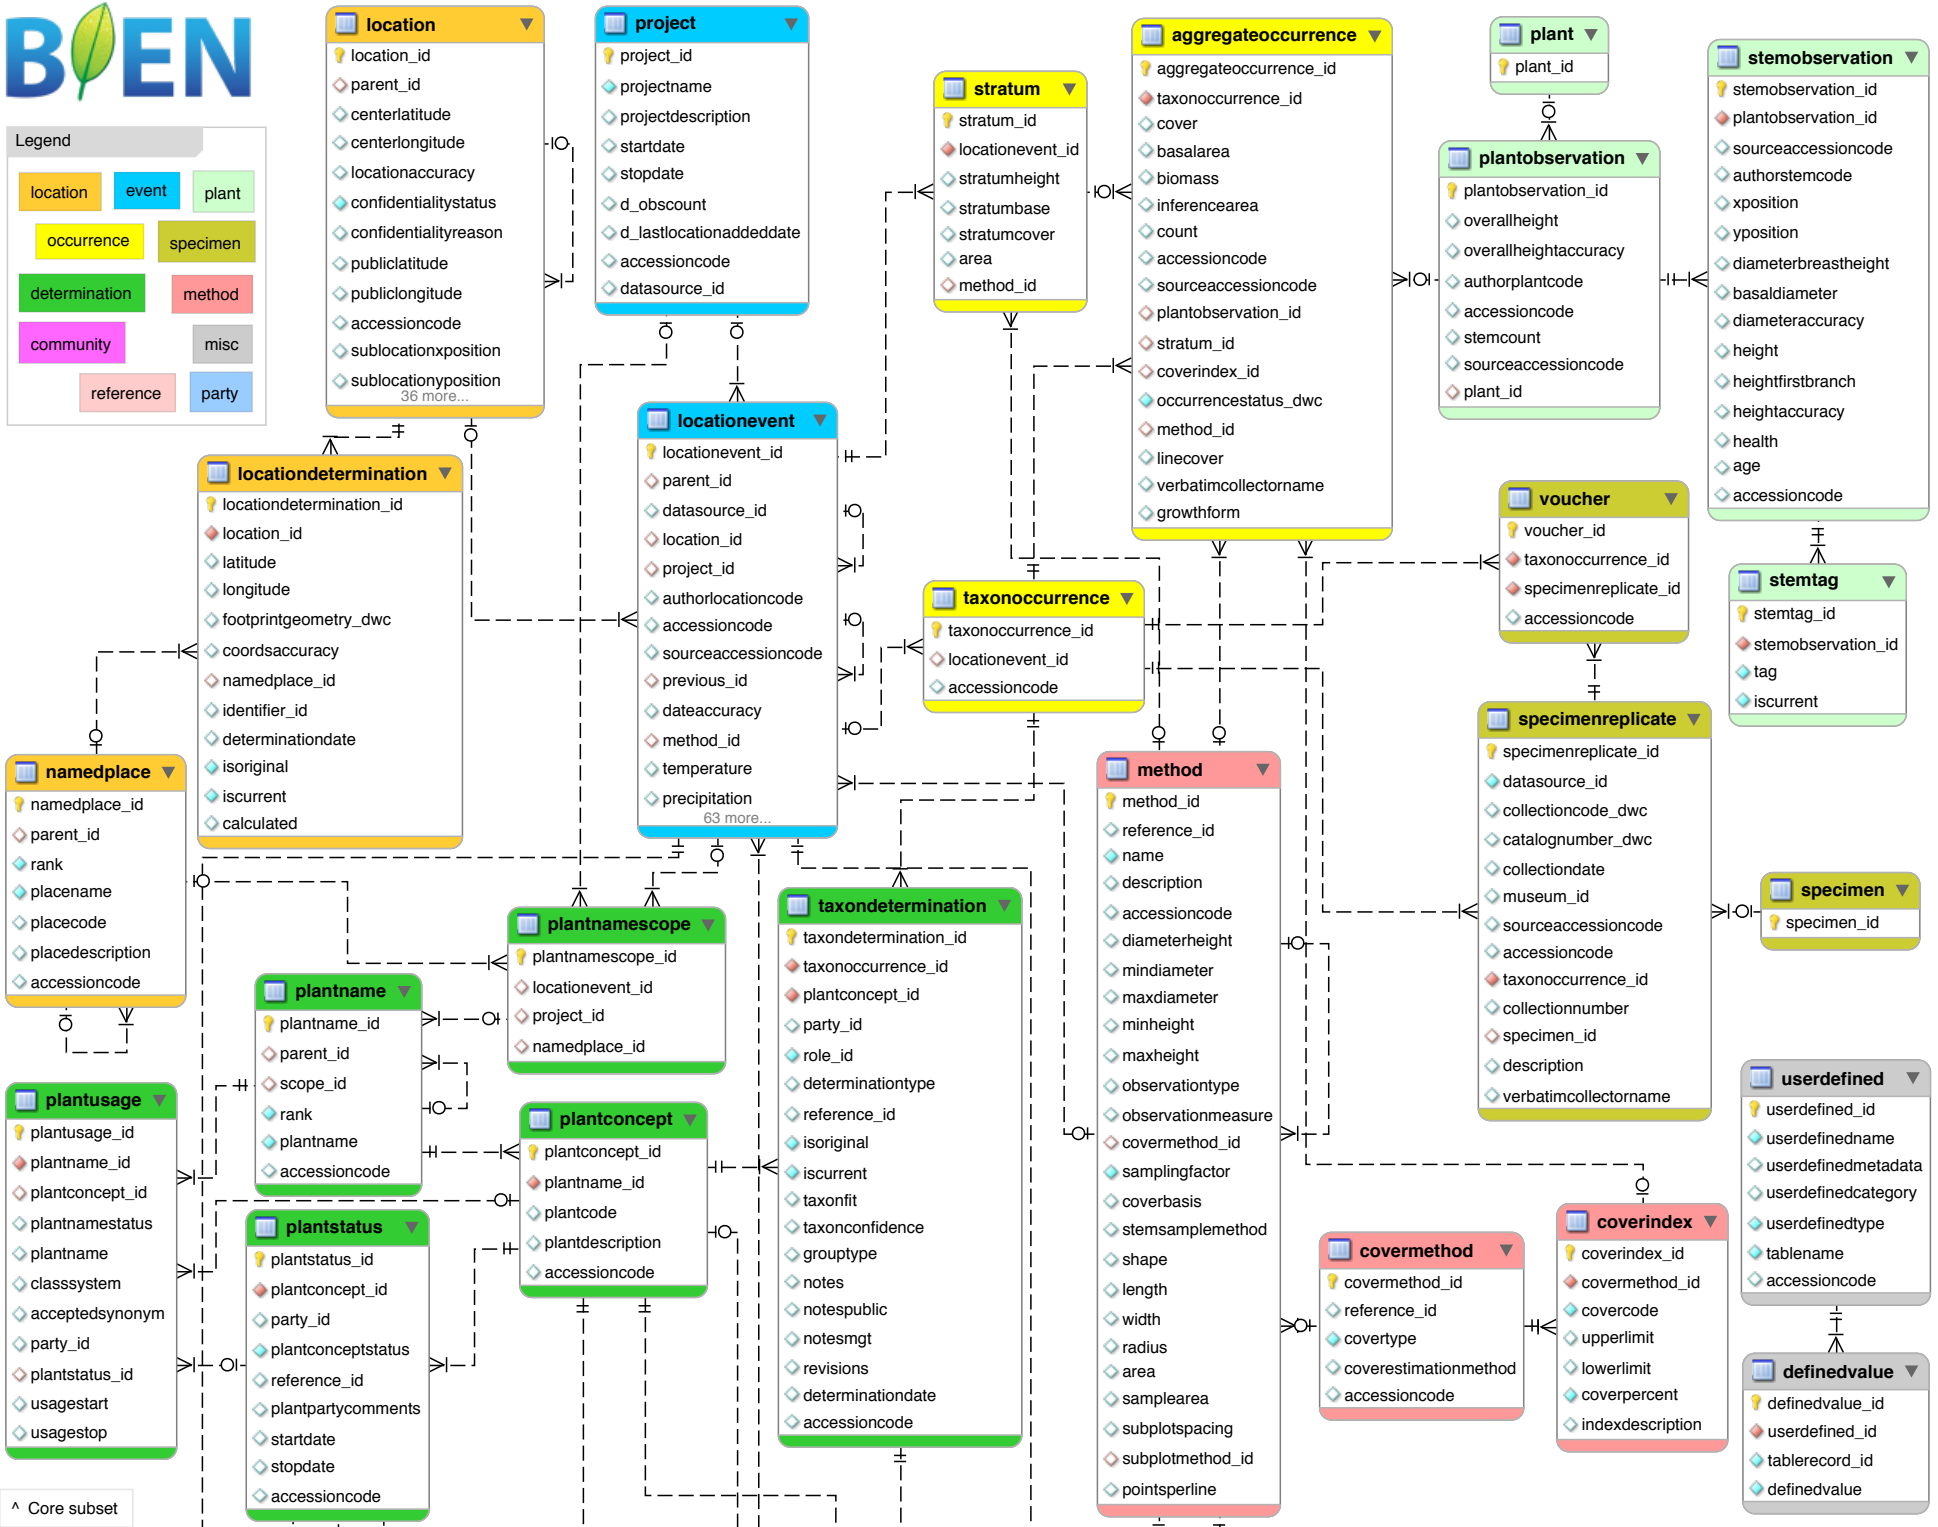 BIEN
Legend
location
event
plant
occurrence
specimen
determination
method
community
misc
reference
party
location
location_id
parent_id
centerlatitude
centerlongitude
locationaccuracy
confidentialitystatus
confidentialityreason
publiclatitude
publiclongitude
accessioncode
sublocationxposition
sublocationyposition
36 more...
project
project_id
projectname
projectdescription
startdate
stopdate
d_obscount
d_lastlocationaddeddate
accessioncode
datasource_id
stratum
stratum_id
locationevent_id
stratumheight
stratumbase
stratumcover
area
method_id
aggregateoccurrence
aggregateoccurrence_id
taxonoccurrence_id
cover
basalarea
biomass
inferencearea
count
accessioncode
sourceaccessioncode
plantobservation_id
stratum_id
coverindex_id
occurrencestatus_dwc
method_id
linecover
verbatimcollectorname
growthform
plant
plant_id
plantobservation
plantobservation_id
overallheight
overallheightaccuracy
authorplantcode
accessioncode
stemcount
sourceaccessioncode
plant_id
stemobservation
stemobservation_id
plantobservation_id
sourceaccessioncode
authorstemcode
xposition
yposition
diameterbreastheight
basaldiameter
diameteraccuracy
height
heightfirstbranch
heightaccuracy
health
age
accessioncode
locationdetermination
locationdetermination_id
location_id
latitude
longitude
footprintgeometry_dwc
coordsaccuracy
namedplace_id
identifier_id
determinationdate
isoriginal
iscurrent
calculated
locationevent
locationevent_id
parent_id
datasource_id
location_id
project_id
authorlocationcode
accessioncode
sourceaccessioncode
previous_id
dateaccuracy
method_id
temperature
precipitation
63 more...
taxonoccurrence
taxonoccurrence_id
locationevent_id
accessioncode
voucher
voucher_id
taxonoccurrence_id
specimenreplicate_id
accessioncode
stemtag
stemtag_id
stemobservation_id
tag
iscurrent
namedplace
namedplace_id
parent_id
rank
placename
placecode
placedescription
accessioncode
method
method_id
reference_id
name
description
accessioncode
diameterheight
mindiameter
maxdiameter
minheight
maxheight
observationtype
observationmeasure
covermethod_id
samplingfactor
coverbasis
stemsamplemethod
shape
length
width
radius
area
samplearea
subplotspacing
subplotmethod_id
pointsperline
specimenreplicate
specimenreplicate_id
datasource_id
collectioncode_dwc
catalognumber_dwc
collectiondate
museum_id
sourceaccessioncode
accessioncode
taxonoccurrence_id
collectionnumber
specimen_id
description
verbatimcollectorname
specimen
specimen_id
plantnamescope
plantnamescope_id
locationevent_id
project_id
namedplace_id
taxondetermination
taxondetermination_id
taxonoccurrence_id
plantconcept_id
party_id
role_id
determinationtype
reference_id
isoriginal
iscurrent
taxonfit
taxonconfidence
grouptype
notes
notespublic
notesmgt
revisions
determinationdate
accessioncode
plantname
plantname_id
parent_id
scope_id
rank
plantname
accessioncode
plantusage
plantusage_id
plantname_id
plantconcept_id
plantnamestatus
plantname
classsystem
acceptedsynonym
party_id
plantstatus_id
usagestart
usagestop
plantconcept
plantconcept_id
plantname_id
plantcode
plantdescription
accessioncode
plantstatus
plantstatus_id
plantconcept_id
party_id
plantconceptstatus
reference_id
plantpartycomments
startdate
stopdate
accessioncode
covermethod
covermethod_id
reference_id
covertype
coverestimationmethod
accessioncode
coverindex
coverindex_id
covermethod_id
covercode
upperlimit
lowerlimit
coverpercent
indexdescription
userdefined
userdefined_id
userdefinedname
userdefinedmetadata
userdefinedcategory
userdefinedtype
tablename
accessioncode
definedvalue
definedvalue_id
userdefined_id
tablerecord_id
definedvalue
^ Core subset